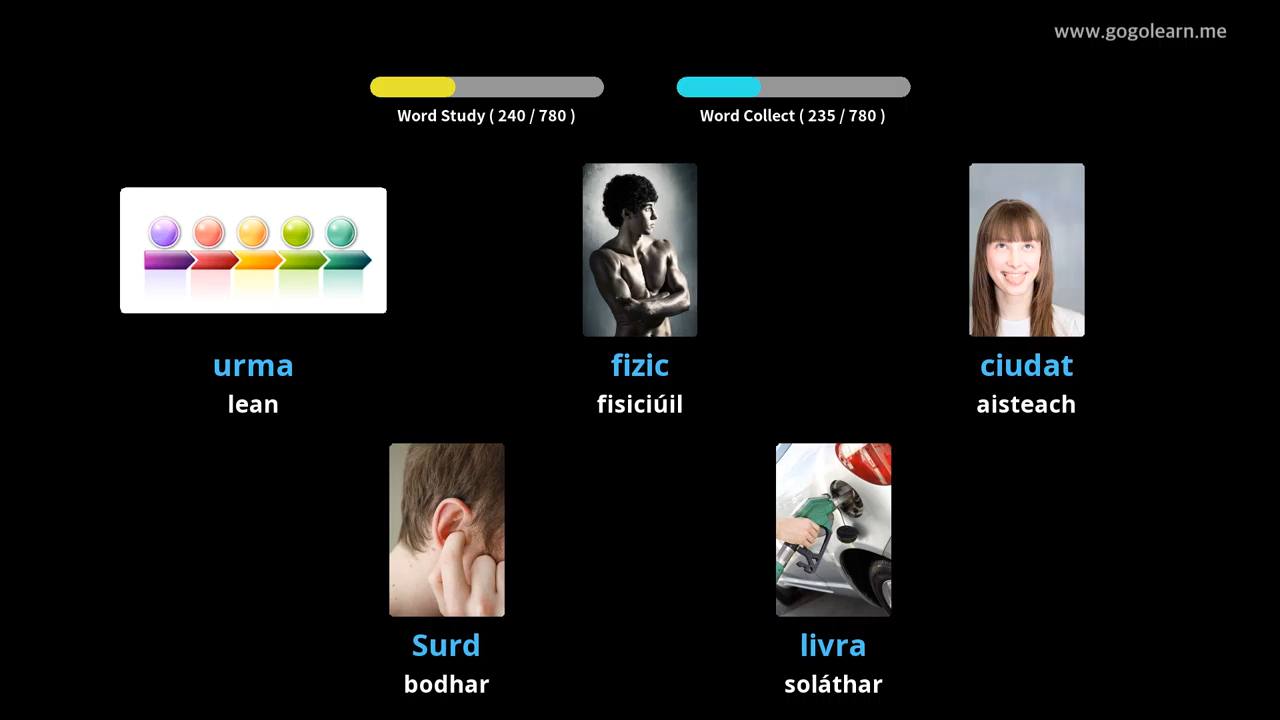 www.gogolearn.me
Word Study ( 240 / 780 )
Word Collect ( 235 / 780 )
urma
lean
fizic
fisiciúil
ciudat
aisteach
Surd
bodhar
livra
soláthar